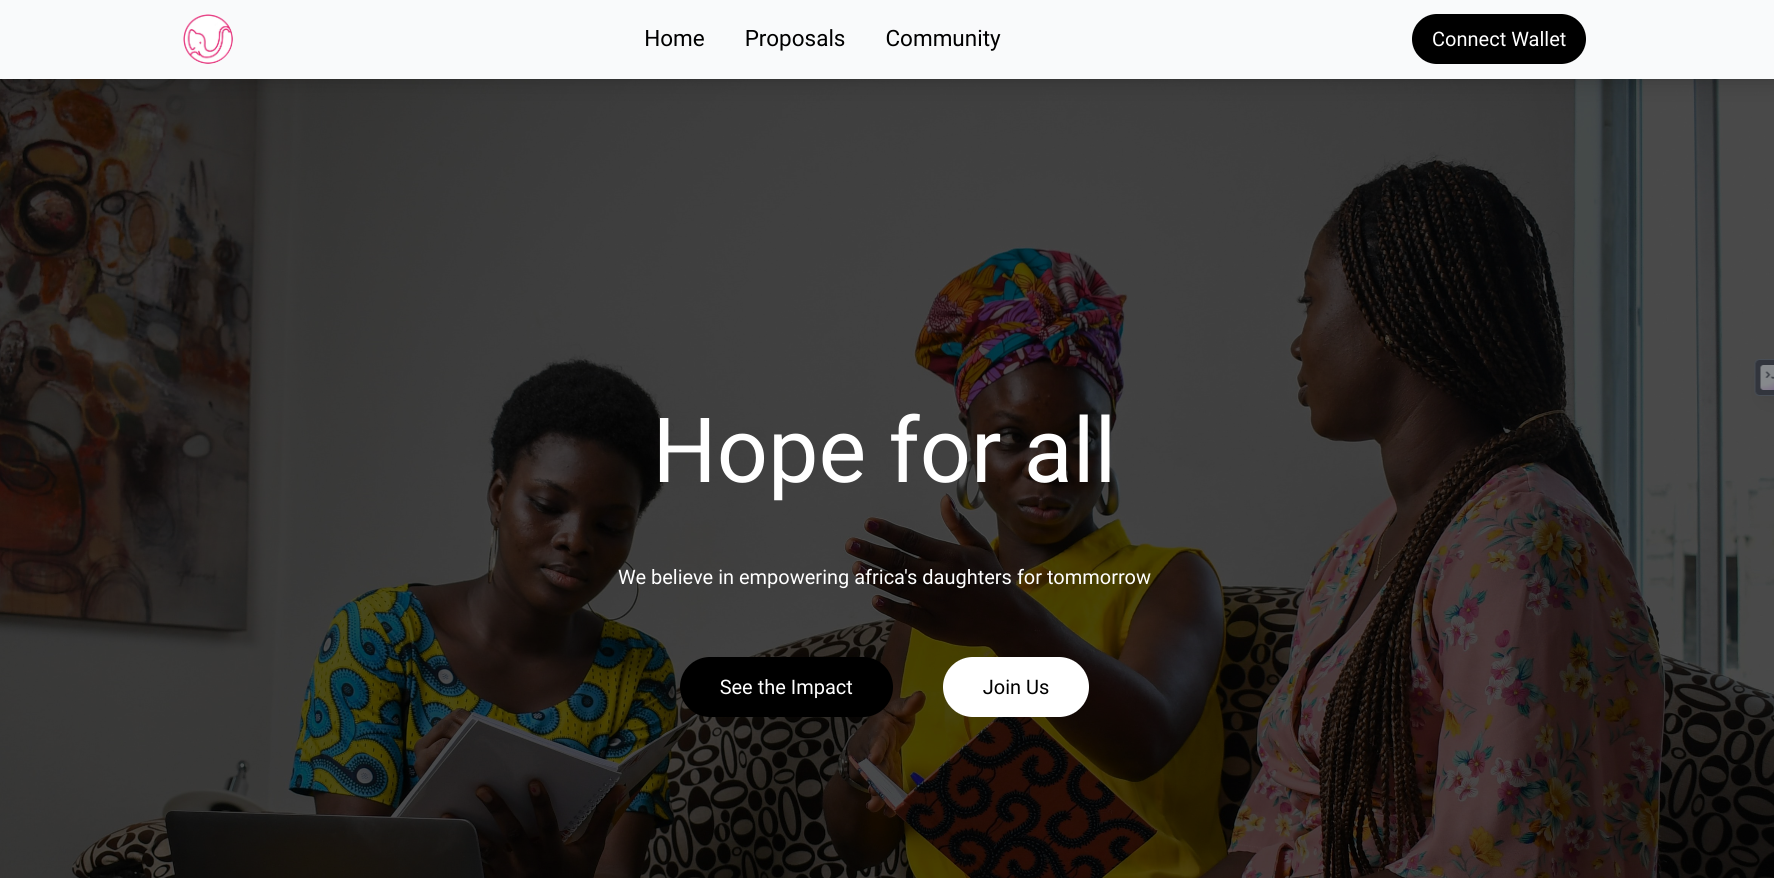 Home Proposals Community Connect Wallet
Hope for all
We believe in empowering africa's daughters for tommorrow
See the Impact Join Us